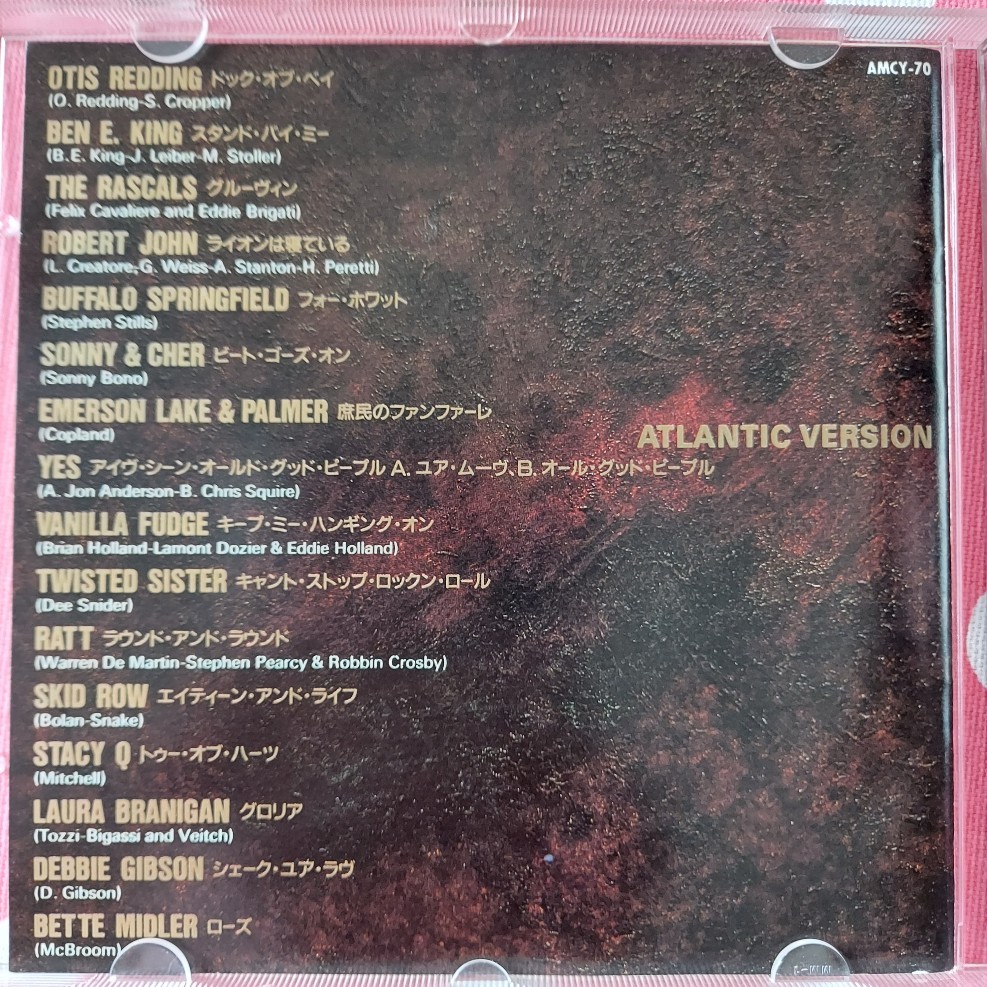 AMCY-70
OTIS REDDING ドック・オブ・ベイ
(O. Redding-S. Cropper)
BEN E. KING スタンド・バイ・ミー
(B.E. King-J. Leiber-M. Stoller)
THE RASCALS グルーヴィン
(Felix Cavaliere and Eddie Brigati)
ROBERT JOHN ライオンは寝ている
(L. Creatore,-G. Weiss-A. Stanton-H. Peretti)
BUFFALO SPRINGFIELD フォー・ホワット
(Stephen Stills)
SONNY & CHER ビート・ゴーズ・オン
(Sonny Bono)
EMERSON LAKE & PALMER 庶民のファンファーレ
(Copland)
ATLANTIC VERSION
YES アイヴ・シーン・オールド・グッド・ピープル A. ユア・ムーヴ、B. オール・グッド・ピープル
(A. Jon Anderson-B. Chris Squire)
VANILLA FUDGE キープ・ミー・ハンギング・オン
(Brian Holland-Lamont Dozier & Eddie Holland)
TWISTED SISTER キャント・ストップ・ロックン・ロール
(Dee Snider)
RATT ラウンド・アンド・ラウンド
(Warren De Martin-Stephen Pearcy & Robbin Crosby)
SKID ROW エイティーン・アンド・ライフ
(Bolan-Snake)
STACY Q トゥー・オブ・ハーツ
(Mitchell)
LAURA BRANIGAN グロリア
(Tozzi-Bigassi and Veitch)
DEBBIE GIBSON シェーク・ユア・ラヴ
(D. Gibson)
BETTE MIDLER ローズ
(McBroom)